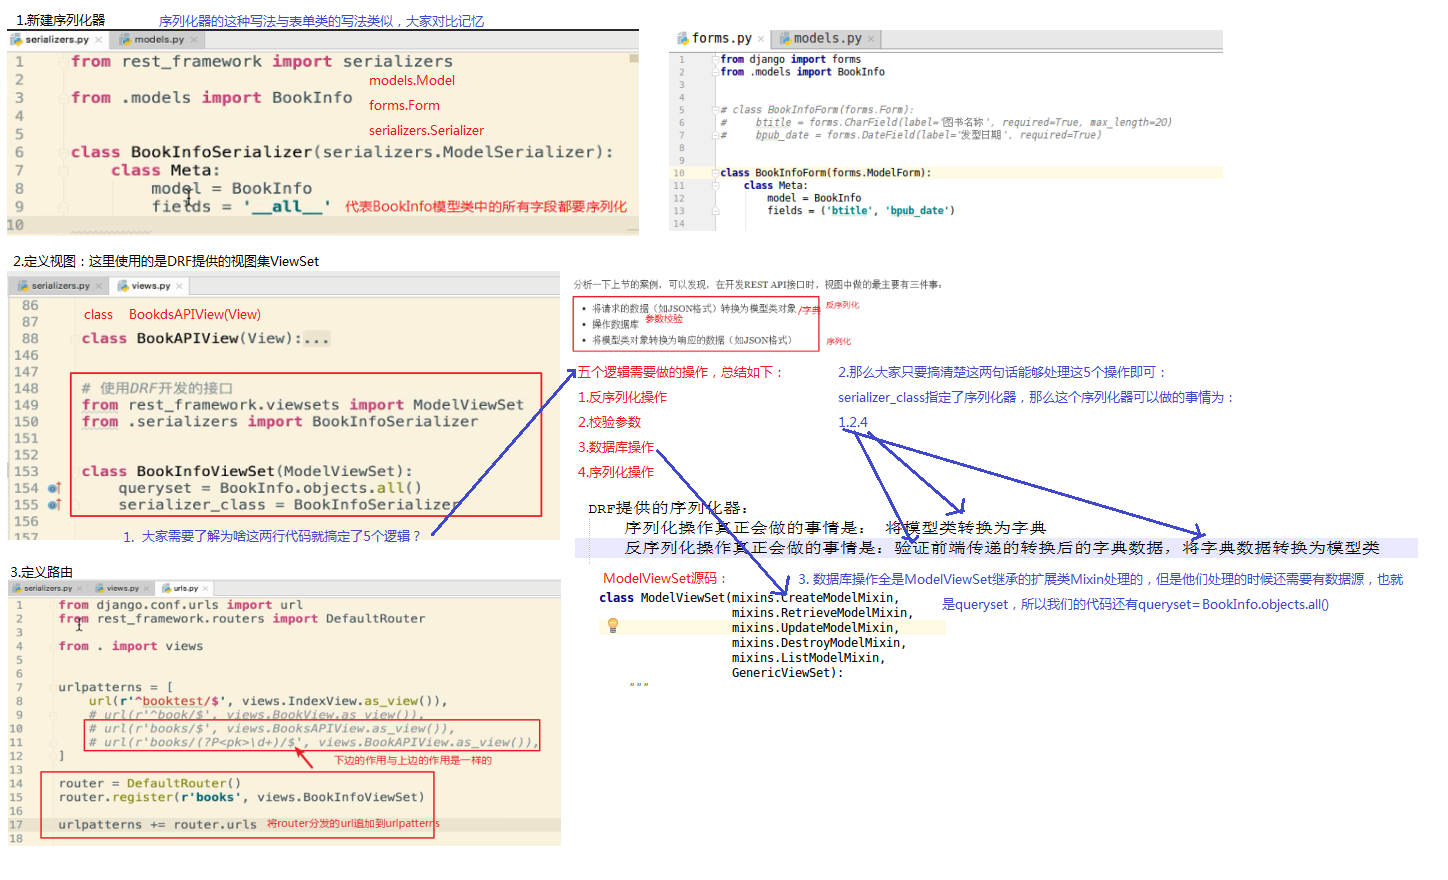 1.新建序列化器
序列化器的这种写法与表单类的写法类似，大家对比记忆
serializers.py × models.py ×
1 from rest_framework import serializers
2
models.Model
3 from .models import BookInfo
forms.Form
4
5
serializers.Serializer
6 class BookInfoSerializer(serializers.ModelSerializer):
7 class Meta:
8 model = BookInfo
9 fields = '__all__' 代表BookInfo模型类中的所有字段都要序列化
10
forms.py × models.py ×
1 from django import forms
2 from .models import BookInfo
3
4
5 # class BookInfoForm(forms.Form):
6 # btitle = forms.CharField(label='图书名称', required=True, max_length=20)
7 # bpub_date = forms.DateField(label='发型日期', required=True)
8
9
10 class BookInfoForm(forms.ModelForm):
11 class Meta:
12 model = BookInfo
13 fields = ('btitle', 'bpub_date')
14
2.定义视图：这里使用的是DRF提供的视图集ViewSet
serializers.py × views.py ×
86
87
class BookdsAPIView(View)
88 class BookAPIView(View):...
146
147
148 # 使用DRF开发的接口
149 from rest_framework.viewsets import ModelViewSet
150 from .serializers import BookInfoSerializer
151
152
153 class BookInfoViewSet(ModelViewSet):
154 queryset = BookInfo.objects.all()
155 serializer_class = BookInfoSerializer
156
157
1. 大家需要了解为啥这两行代码就搞定了5个逻辑？
分析一下上节的案例，可以发现，在开发REST API接口时，视图中做的最主要有三件事：
• 将请求的数据（如JSON格式）转换为模型类对象 /字典 反序列化
• 操作数据库 参数校验
• 将模型类对象转换为响应的数据（如JSON格式） 序列化
五个逻辑需要做的操作，总结如下：
1.反序列化操作
2.校验参数
3.数据库操作
4.序列化操作
2.那么大家只要搞清楚这两句话能够处理这5个操作即可：
serializer_class指定了序列化器，那么这个序列化器可以做的事情为：
1.2.4
DRF提供的序列化器：
序列化操作真正会做的事情是： 将模型类转换为字典
反序列化操作真正会做的事情是：验证前端传递的转换后的字典数据，将字典数据转换为模型类
ModelViewSet源码：
class ModelViewSet(mixins.CreateModelMixin,
mixins.RetrieveModelMixin,
mixins.UpdateModelMixin,
mixins.DestroyModelMixin,
mixins.ListModelMixin,
GenericViewSet):
"""
3. 数据库操作全是ModelViewSet继承的扩展类Mixin处理的，但是他们处理的时候还需要有数据源，也就
是queryset，所以我们的代码还有queryset=BookInfo.objects.all()
3.定义路由
serializers.py × views.py × urls.py ×
1 from django.conf.urls import url
2 from rest_framework.routers import DefaultRouter
3
4 from . import views
5
6
7 urlpatterns = [
8 url(r'^booktest/$', views.IndexView.as_view()),
9 # url(r'^book/$', views.BookView.as_view()),
10 # url(r'books/$', views.BooksAPIView.as_view()),
11 # url(r'books/(?P<pk>\d+)/$', views.BookAPIView.as_view()),
12 ]
下边的作用与上边的作用是一样的
13
14 router = DefaultRouter()
15 router.register(r'books', views.BookInfoViewSet)
16
17 urlpatterns += router.urls 将router分发的url追加到urlpatterns
18